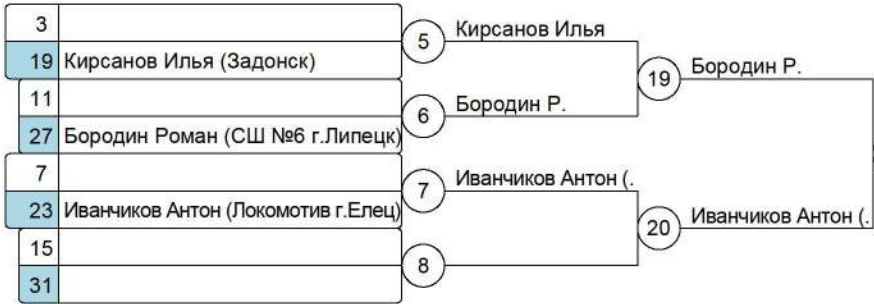 3
5 Кирсанов Илья
19 Кирсанов Илья (Задонск)
19 Бородин Р.
11
6 Бородин Р.
27 Бородин Роман (СШ №6 г.Липецк)
7
7 Иванчиков Антон (.
23 Иванчиков Антон (Локомотив г.Елец)
20 Иванчиков Антон (.
15
8
31